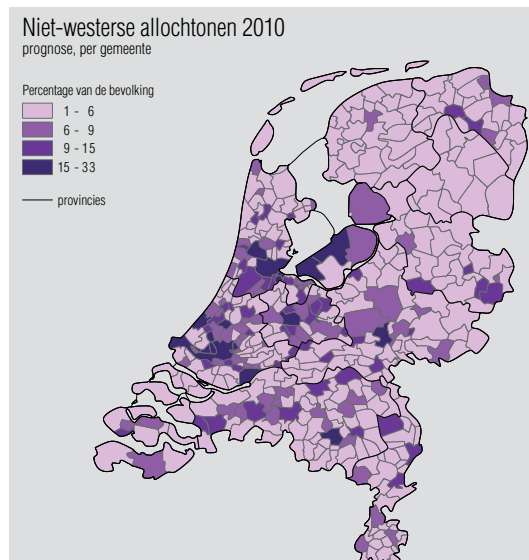 Niet-westerse allochtonen 2010
prognose, per gemeente
Percentage van de bevolking
1 - 6
6 - 9
9 - 15
15 - 33
provincies